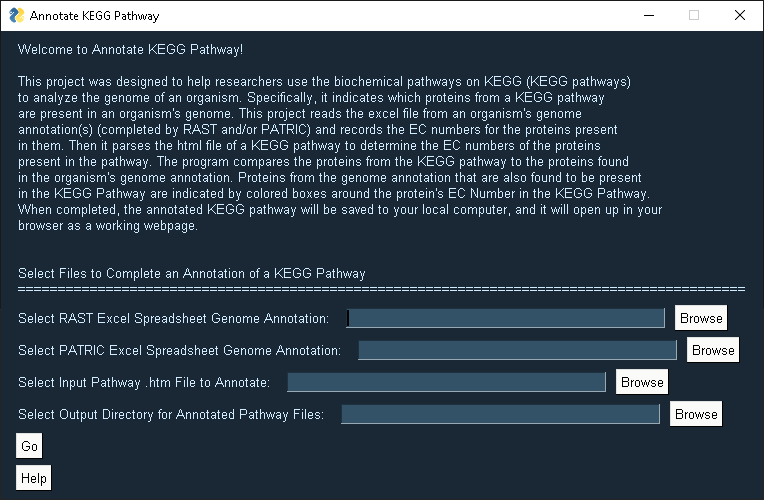 Annotate KEGG Pathway
Welcome to Annotate KEGG Pathway!
This project was designed to help researchers use the biochemical pathways on KEGG (KEGG pathways)
to analyze the genome of an organism. Specifically, it indicates which proteins from a KEGG pathway
are present in an organism's genome. This project reads the excel file from an organism's genome
annotation(s) (completed by RAST and/or PATRIC) and records the EC numbers for the proteins present
in them. Then it parses the html file of a KEGG pathway to determine the EC numbers of the proteins
present in the pathway. The program compares the proteins from the KEGG pathway to the proteins found
in the organism's genome annotation. Proteins from the genome annotation that are also found to be present
in the KEGG Pathway are indicated by colored boxes around the protein's EC Number in the KEGG Pathway.
When completed, the annotated KEGG pathway will be saved to your local computer, and it will open up in your
browser as a working webpage.
Select Files to Complete an Annotation of a KEGG Pathway
===========================================================================================
Select RAST Excel Spreadsheet Genome Annotation: Browse
Select PATRIC Excel Spreadsheet Genome Annotation: Browse
Select Input Pathway .htm File to Annotate: Browse
Select Output Directory for Annotated Pathway Files: Browse
Go
Help